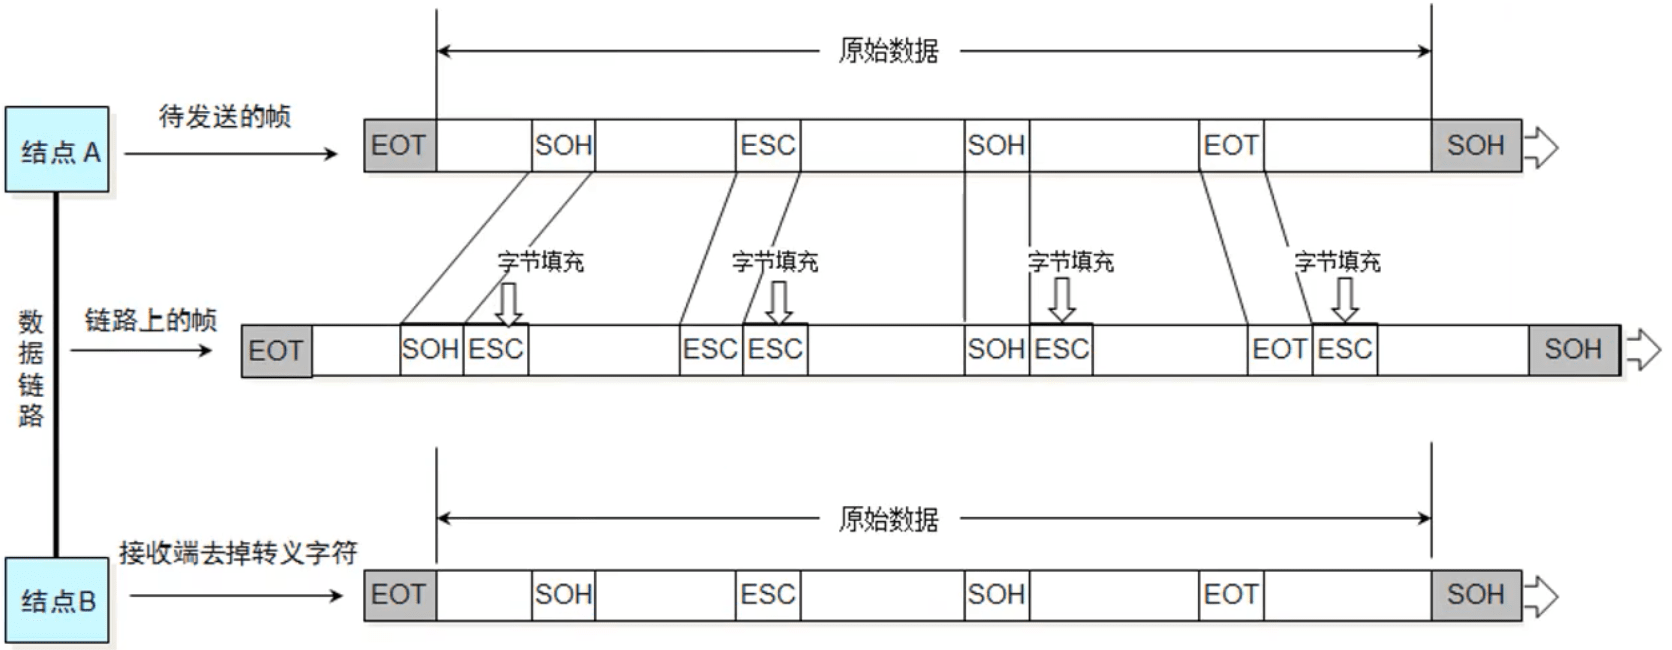 原始数据
待发送的帧
结点 A
EOT SOH ESC SOH EOT SOH
字节填充 字节填充 字节填充 字节填充
数据链路
链路上的帧
EOT SOH ESC ESC ESC SOH ESC EOT ESC SOH
原始数据
接收端去掉转义字符
结点B
EOT SOH ESC SOH EOT SOH